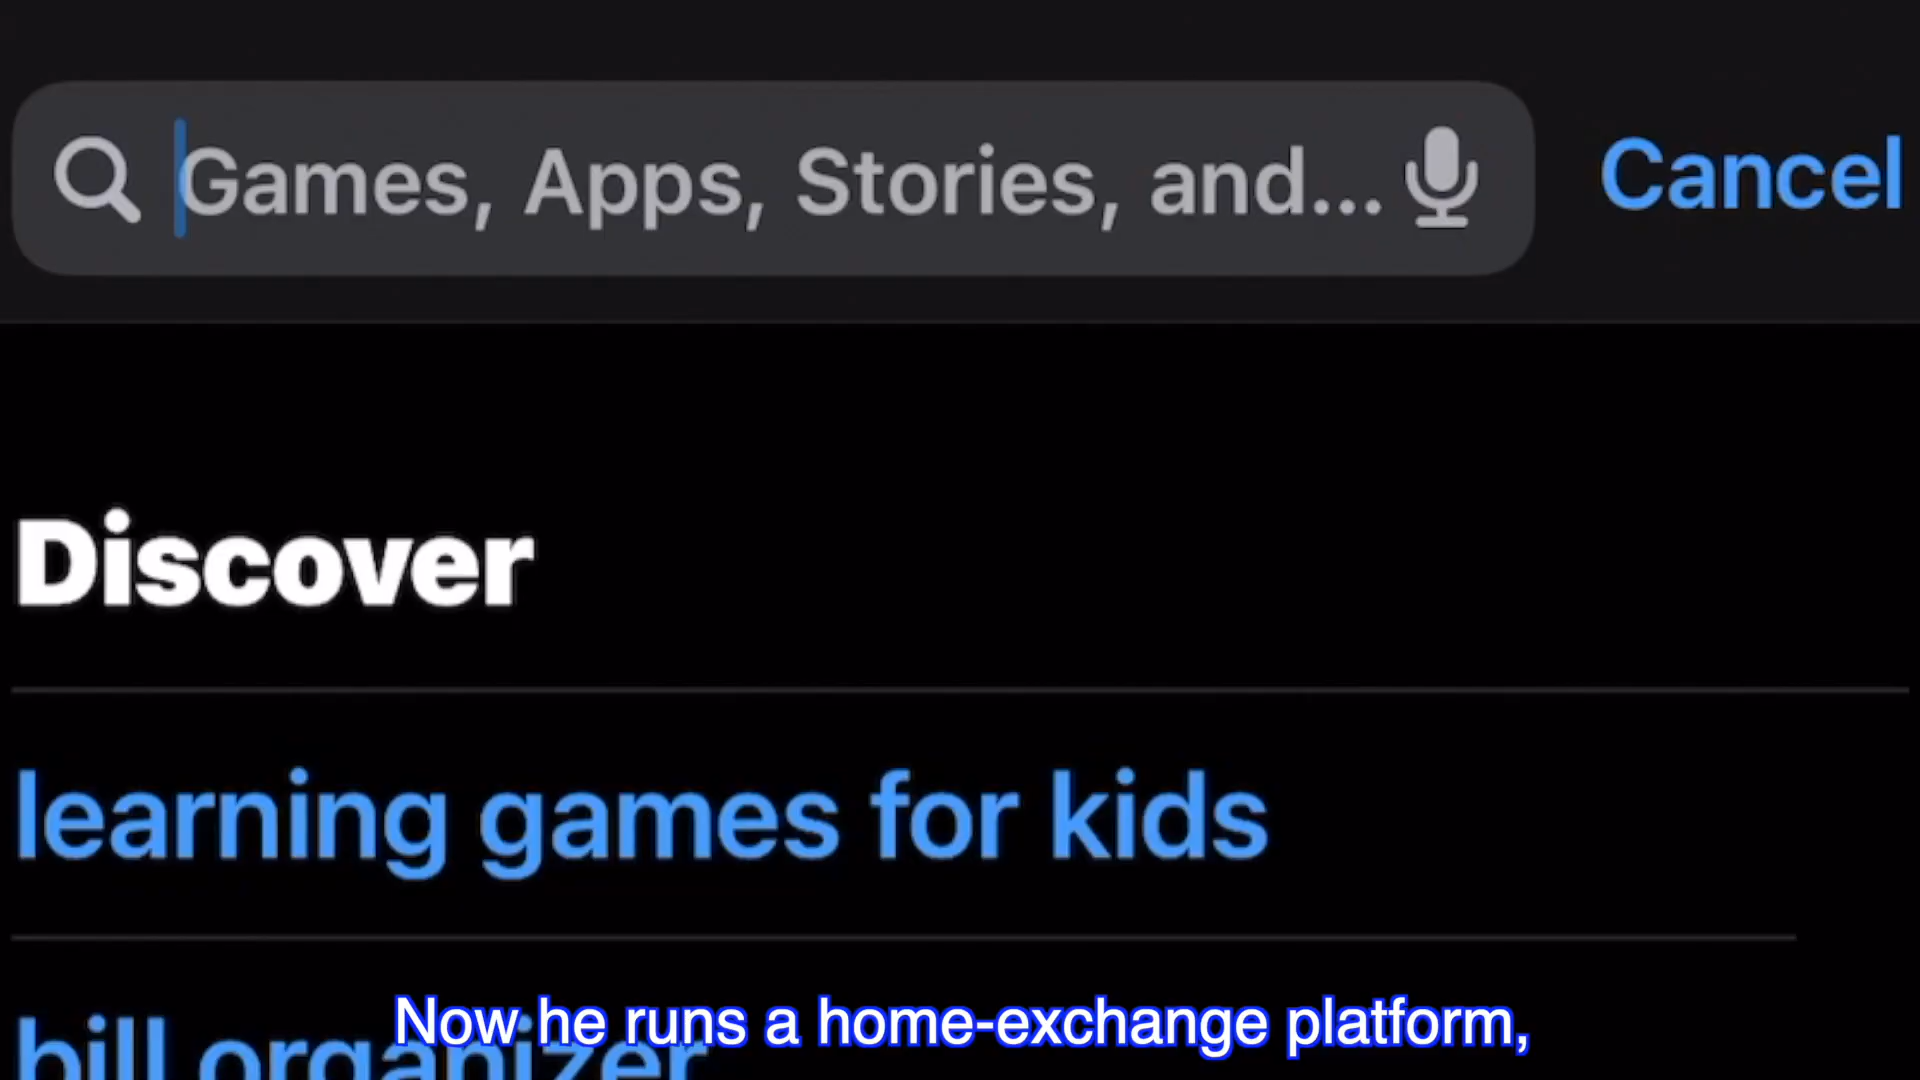 Games, Apps, Stories, and...
Cancel
Discover
learning games for kids
bill organizer
Now he runs a home-exchange platform,